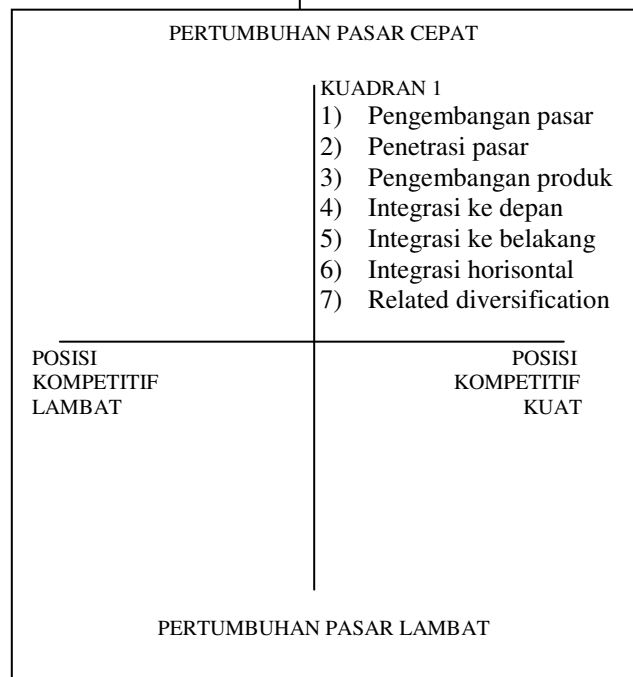 PERTUMBUHAN PASAR CEPAT
KUADRAN 1
1) Pengembangan pasar
2) Penetrasi pasar
3) Pengembangan produk
4) Integrasi ke depan
5) Integrasi ke belakang
6) Integrasi horisontal
7) Related diversification
POSISI
KOMPETITIF
LAMBAT
POSISI
KOMPETITIF
KUAT
PERTUMBUHAN PASAR LAMBAT